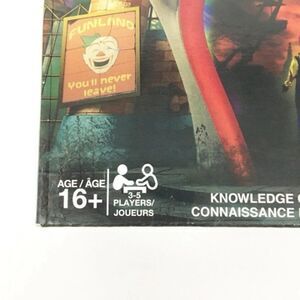 FUNLAND
You'll never
leave!
AGE / ÂGE
16+
3-5
PLAYERS/
JOUEURS
KNOWLEDGE
CONNAISSANCE